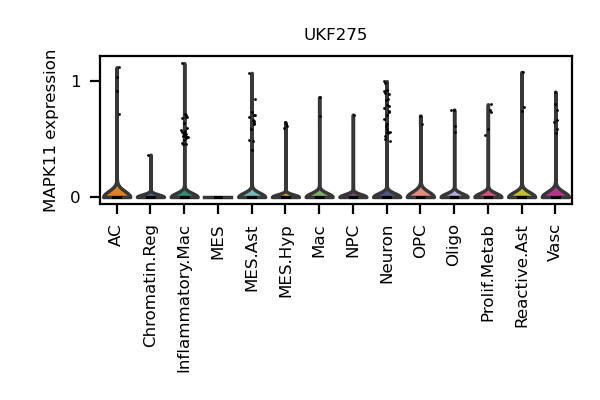 UKF275
MAPK11 expression
1
0
AC
Chromatin.Reg
Inflammatory.Mac
MES
MES.Ast
MES.Hyp
Mac
NPC
Neuron
OPC
Oligo
Prolif.Metab
Reactive.Ast
Vasc